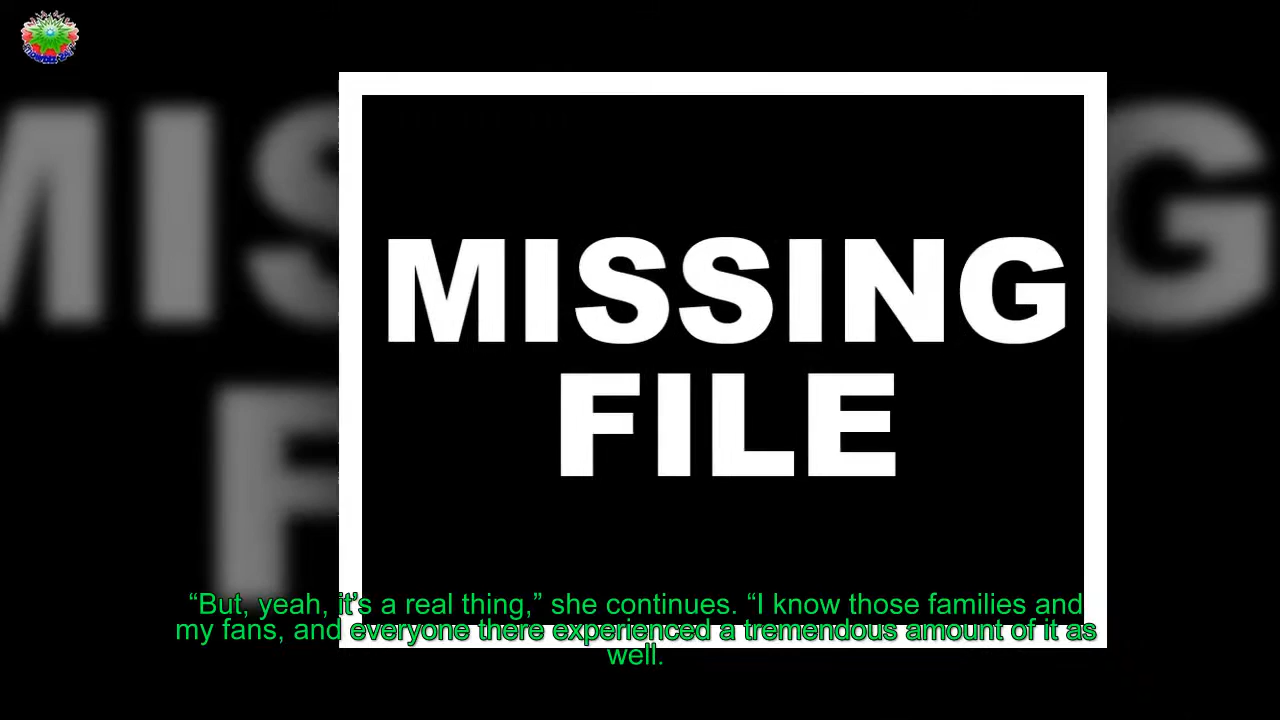 MISSING
FILE
“But, yeah, it’s a real thing,” she continues. “I know those families and
my fans, and everyone there experienced a tremendous amount of it as
well.